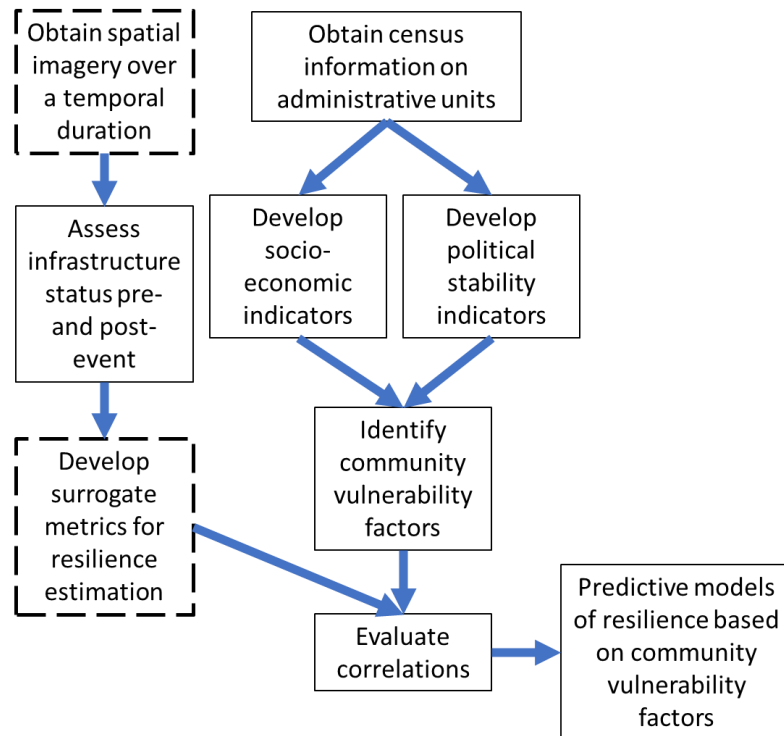 Obtain spatial
imagery over
a temporal
duration
Obtain census
information on
administrative units
Assess
infrastructure
status pre-
and post-
event
Develop
socio-
economic
indicators
Develop
political
stability
indicators
Develop
surrogate
metrics for
resilience
estimation
Identify
community
vulnerability
factors
Evaluate
correlations
Predictive models
of resilience based
on community
vulnerability
factors